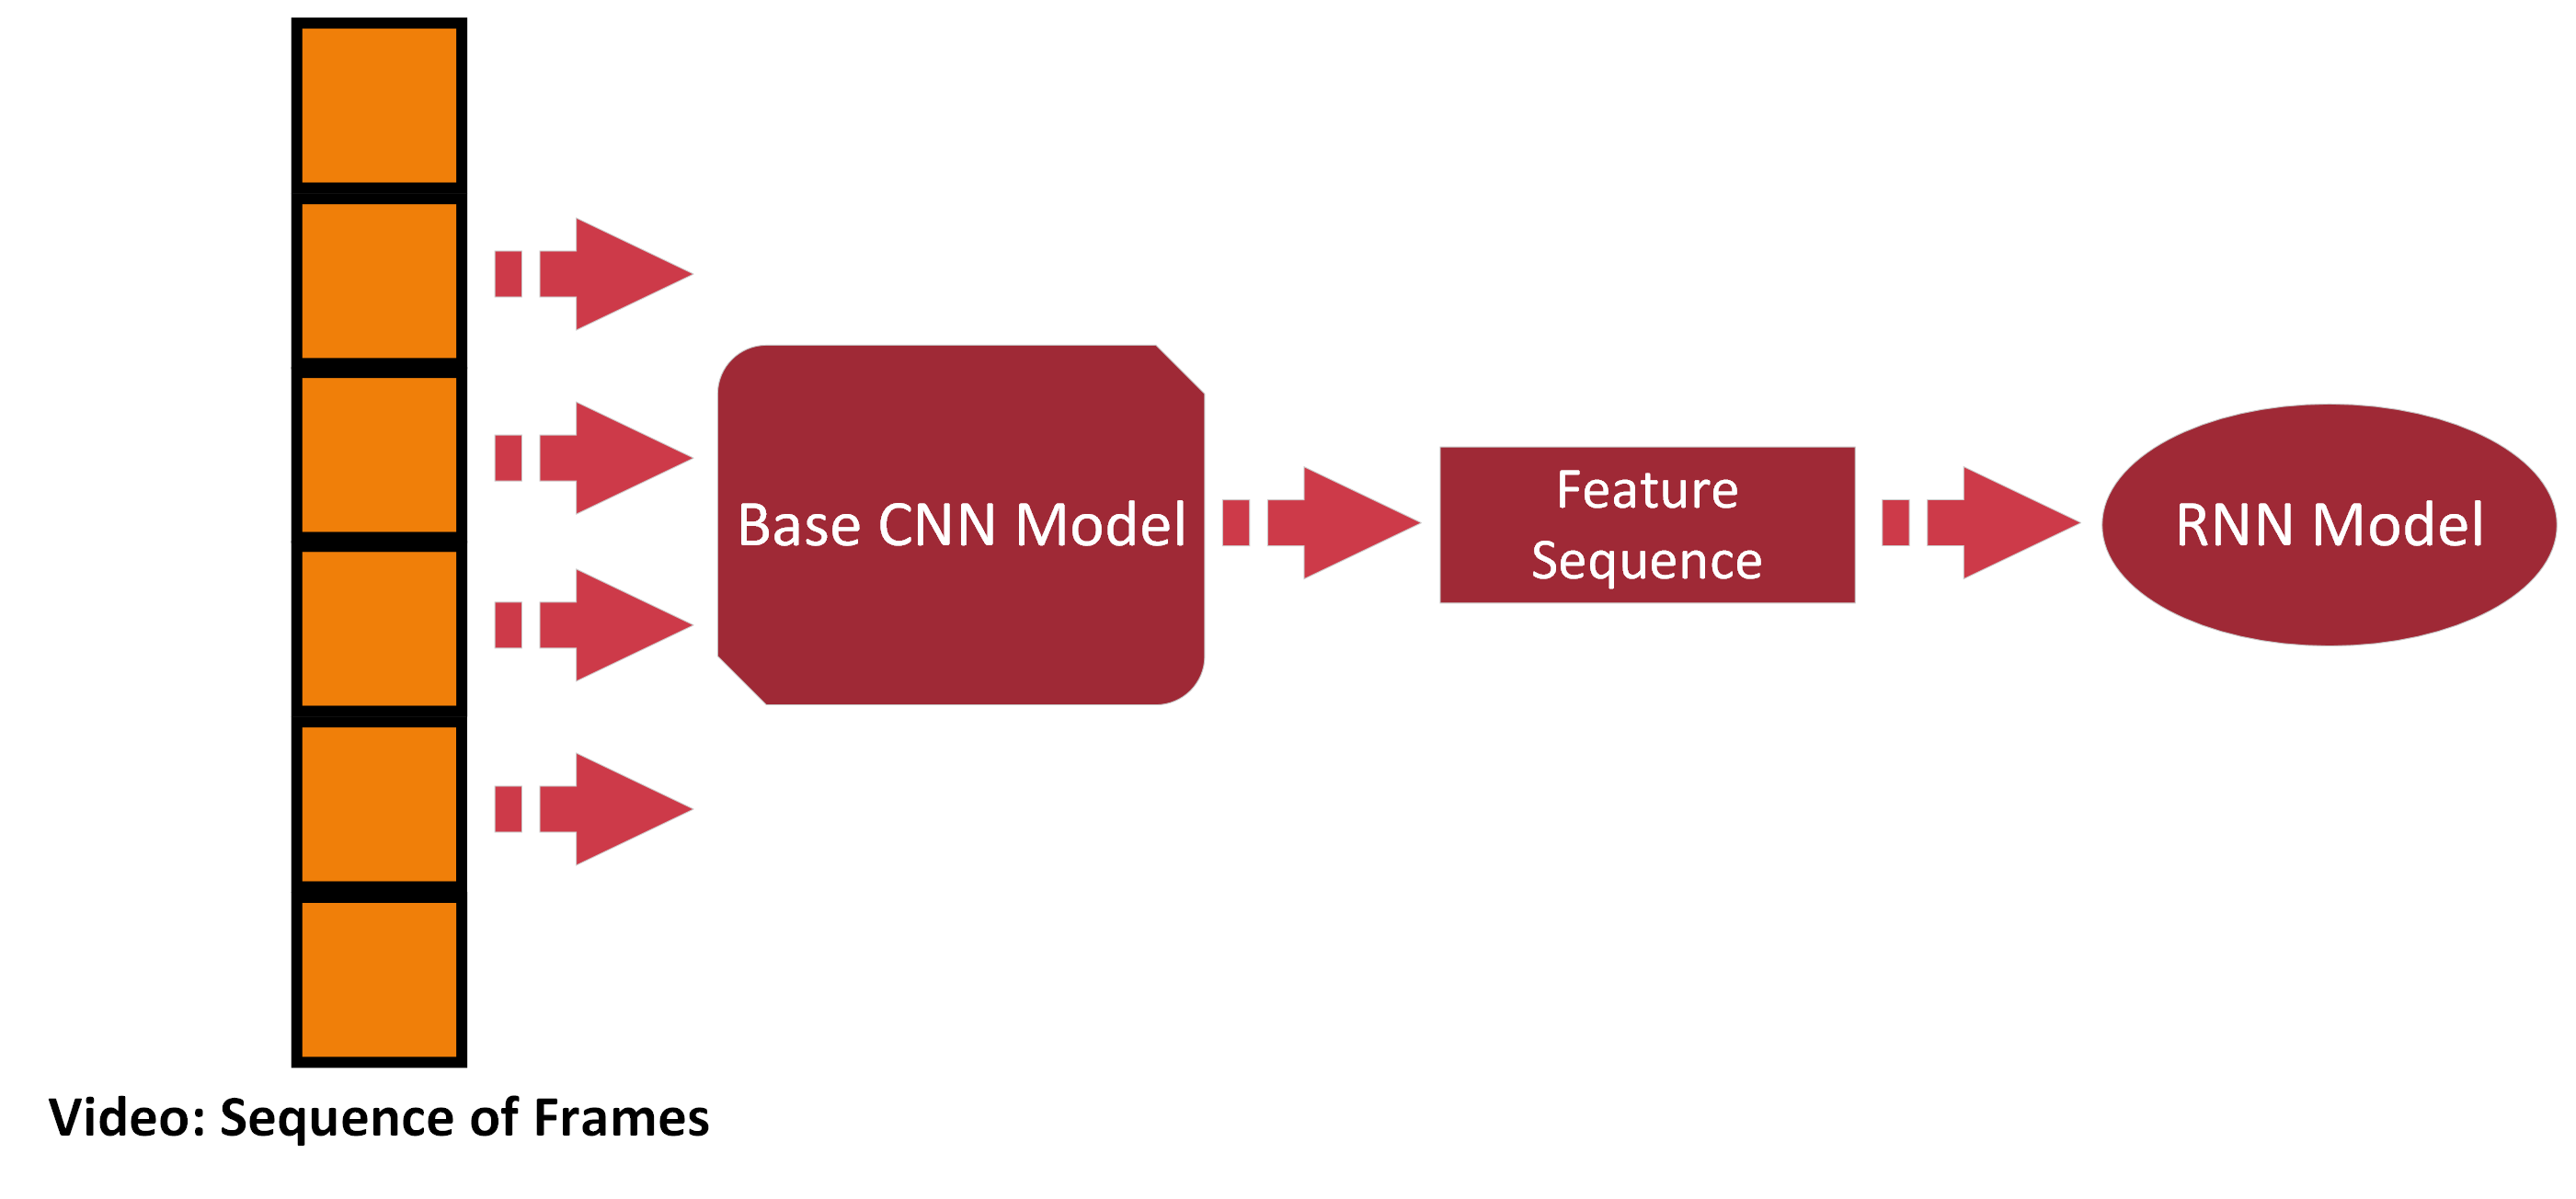 Base CNN Model
Feature
Sequence
RNN Model
Video: Sequence of Frames